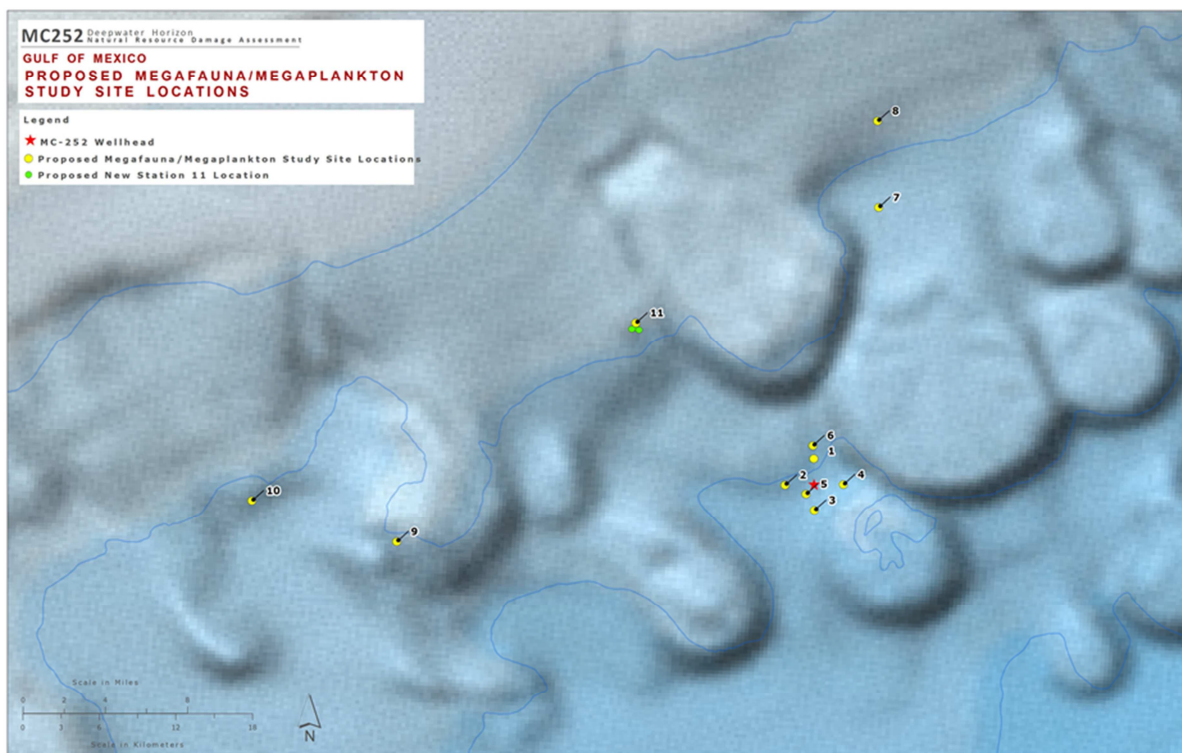 MC252 Deepwater Horizon
Natural Resource Damage Assessment
GULF OF MEXICO
PROPOSED MEGAFAUNA/MEGAPLANKTON
STUDY SITE LOCATIONS
Legend
MC-252 Wellhead
Proposed Megafauna/Megaplankton Study Site Locations
Proposed New Station 11 Location
8
7
11
6
1
2
5
4
3
10
9
Scale in Miles
0 2 4 8
0 3 6 12 18
Scale in Kilometers
N